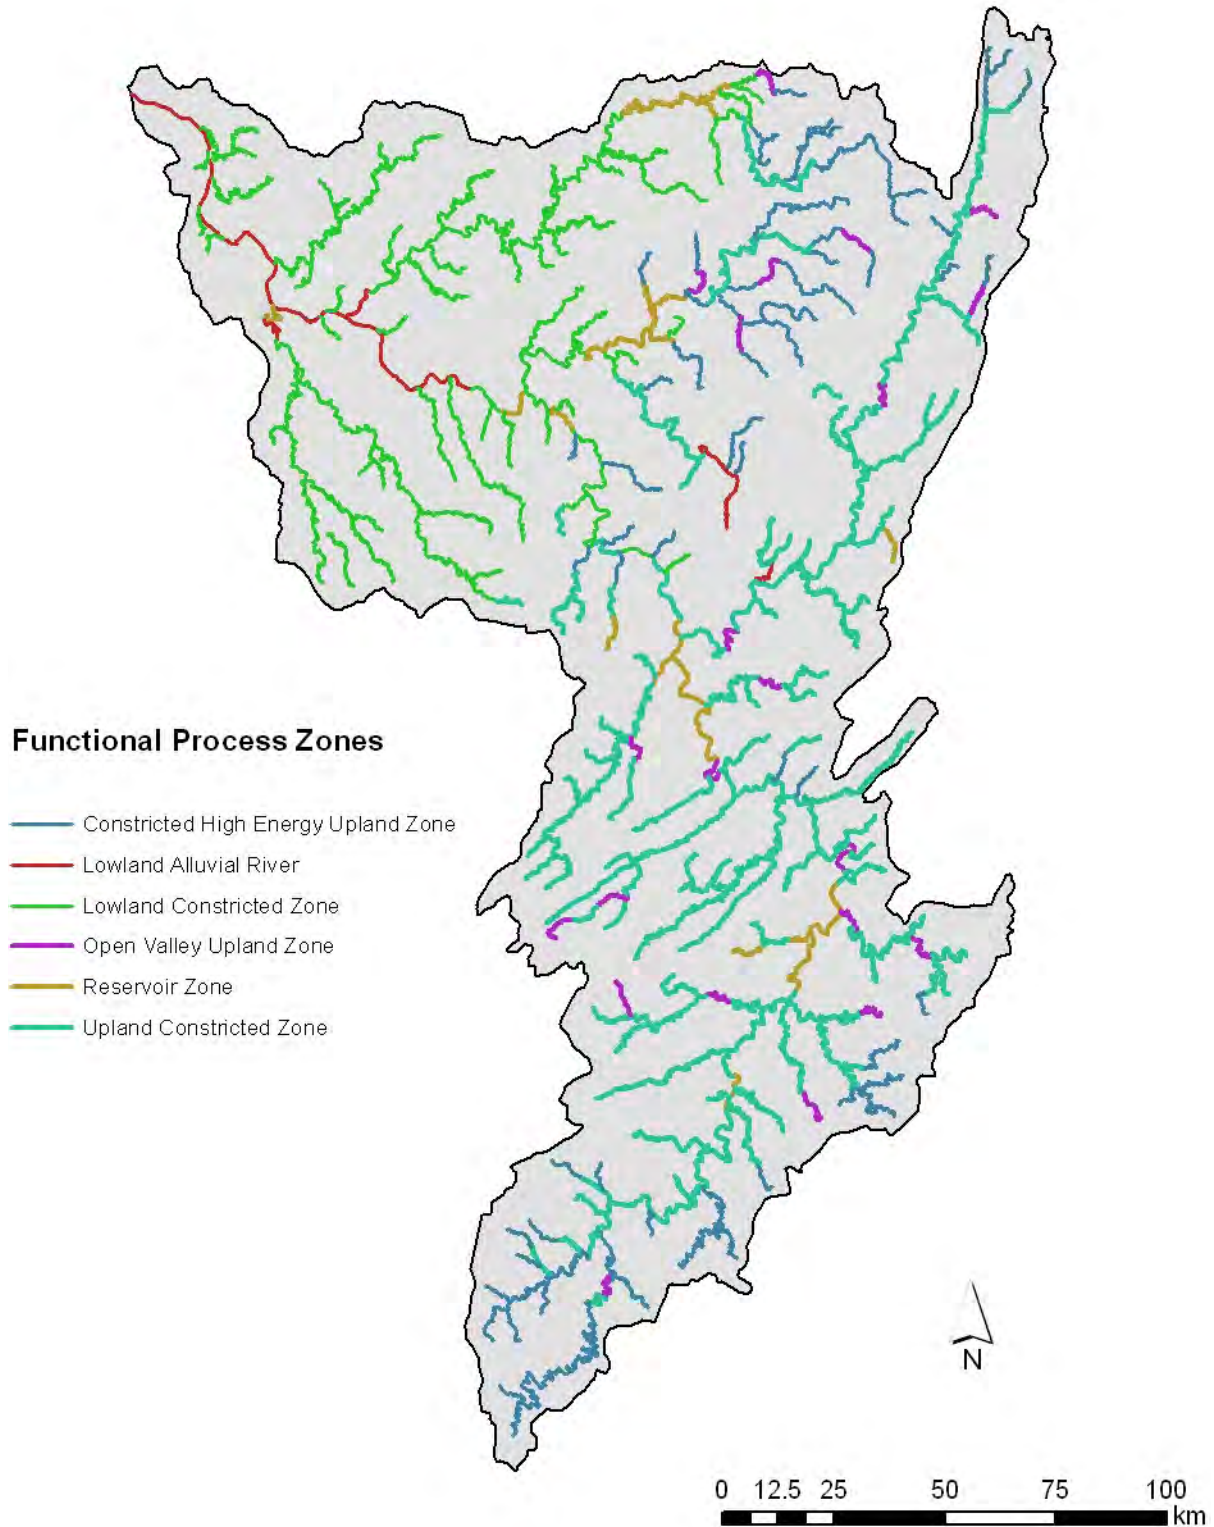 Functional Process Zones
Constricted High Energy Upland Zone
Lowland Alluvial River
Lowland Constricted Zone
Open Valley Upland Zone
Reservoir Zone
Upland Constricted Zone
N
0 12.5 25 50 75 100
km